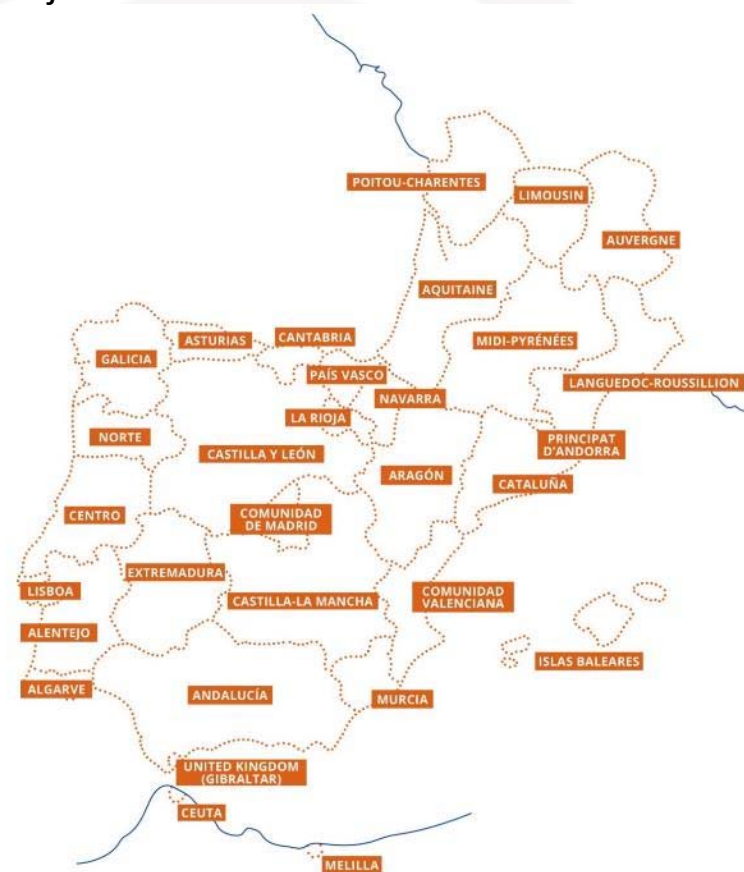 POITOU-CHARENTES
LIMOUSIN
AUVERGNE
AQUITAINE
ASTURIAS
CANTABRIA
MIDI-PYRÉNÉES
GALICIA
PAÍS VASCO
LANGUEDOC-ROUSSILLION
NAVARRA
LA RIOJA
NORTE
PRINCIPAT
D'ANDORRA
CASTILLA Y LEÓN
ARAGÓN
CATALUÑA
CENTRO
COMUNIDAD
DE MADRID
EXTREMADURA
LISBOA
CASTILLA-LA MANCHA
COMUNIDAD
VALENCIANA
ALENTEJO
ISLAS BALEARES
ALGARVE
ANDALUCÍA
MURCIA
UNITED KINGDOM
(GIBRALTAR)
CEUTA
MELILLA